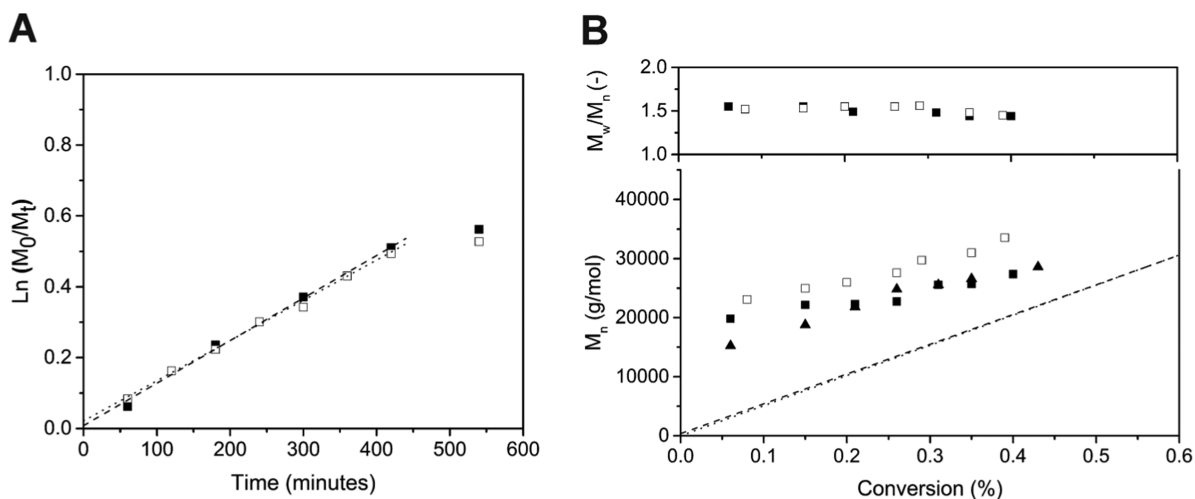 A
Ln (M0/Mt)
1.0
0.8
0.6
0.4
0.2
0.0
0 100 200 300 400 500 600
Time (minutes)
B
Mw/Mn (-)
2.0
1.5
1.0
Mn (g/mol)
40000
30000
20000
10000
0
0.0 0.1 0.2 0.3 0.4 0.5 0.6
Conversion (%)